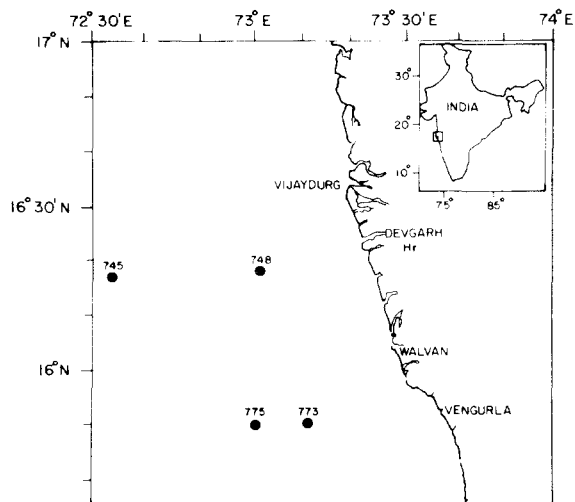 72° 30'E
73°E
73° 30'E
74°E
17°N
30°
INDIA
20°
10°
75°
85°
VIJAYDURG
16° 30'N
DEVGARH
Hr
745
748
16°N
WALVAN
775
773
VENGURLA